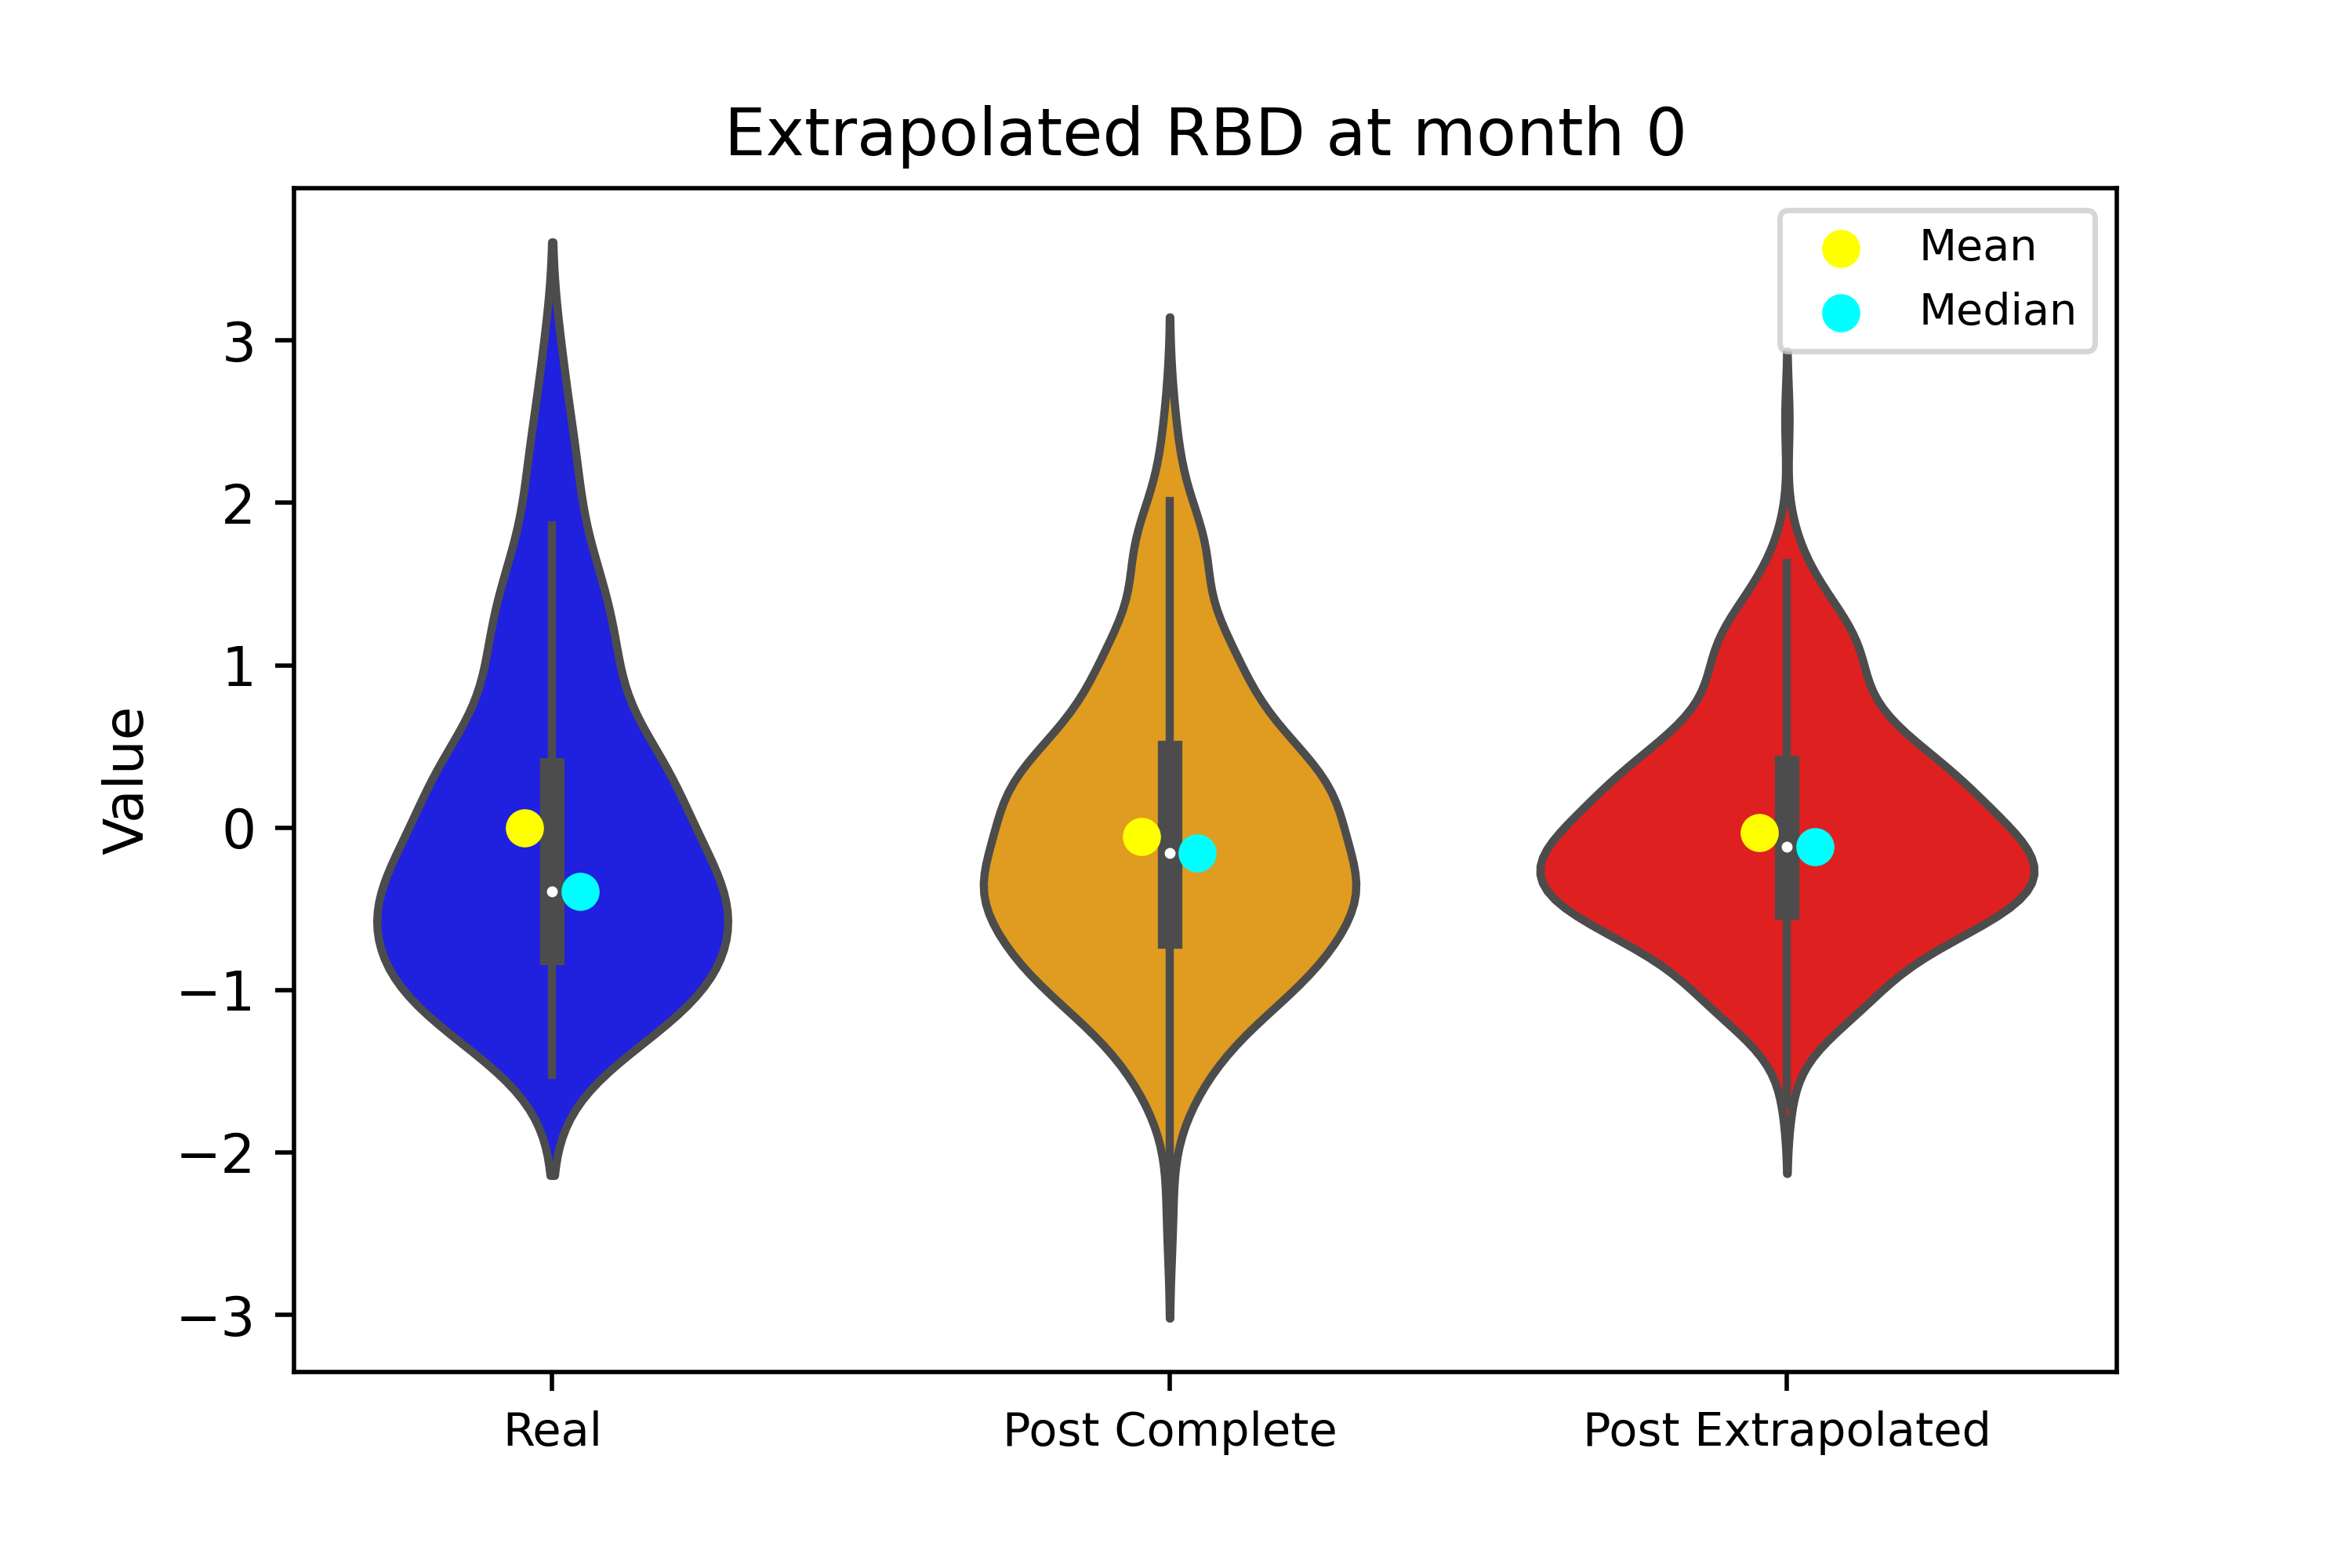 Extrapolated RBD at month 0
Mean
Median
Value
3
2
1
0
−1
−2
−3
Real
Post Complete
Post Extrapolated